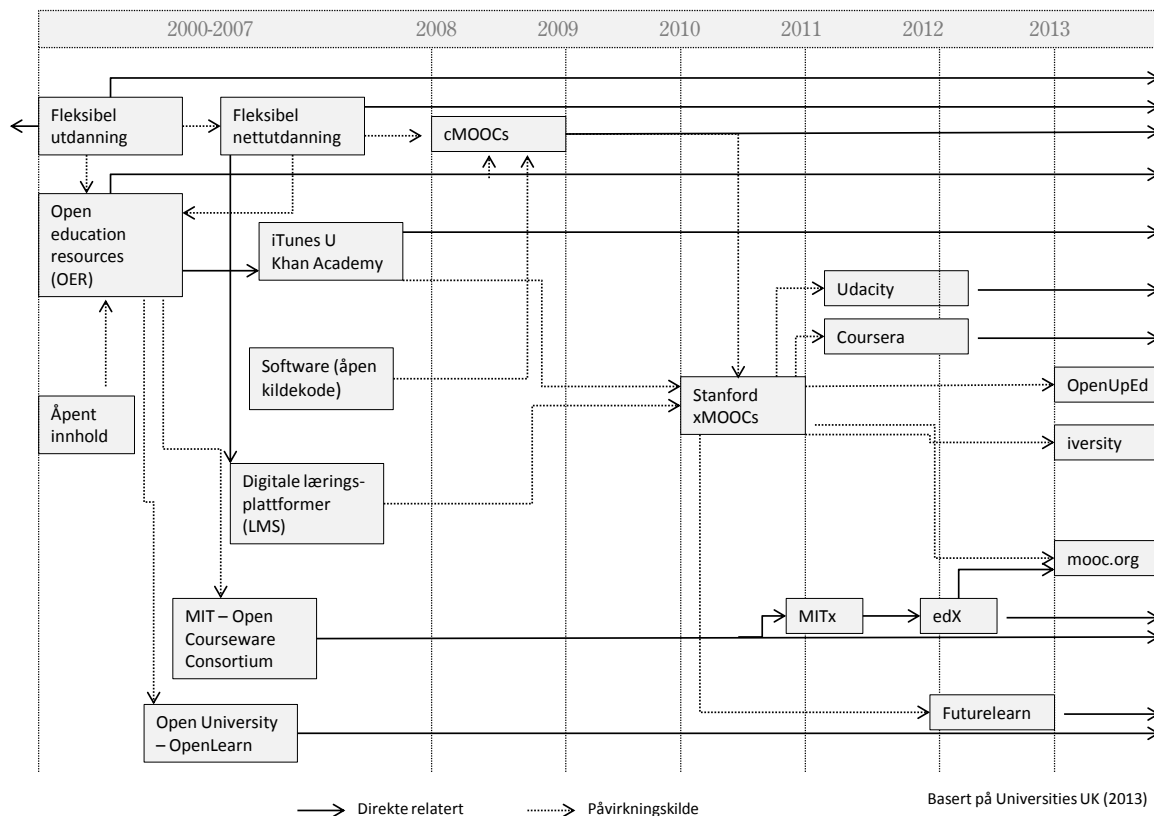 2000-2007 2008 2009 2010 2011 2012 2013
Fleksibel
utdanning
Fleksibel
nettutdanning
cMOOCs
Open
education
resources
(OER)
iTunes U
Khan Academy
Udacity
Coursera
Software (åpen
kildekode)
Stanford
xMOOCs
OpenUpEd
Åpent
innhold
iversity
Digitale lærings-
plattformer
(LMS)
mooc.org
MIT – Open
Courseware
Consortium
MITx
edX
Open University
– OpenLearn
Futurelearn
Direkte relatert
Påvirkningskilde
Basert på Universities UK (2013)